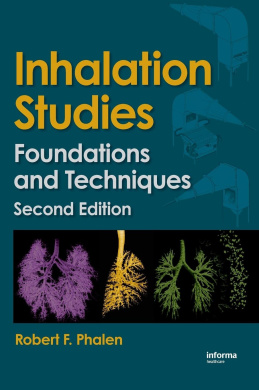 Inhalation
Studies
Foundations
and Techniques
Second Edition
Robert F. Phalen
informa
healthcare